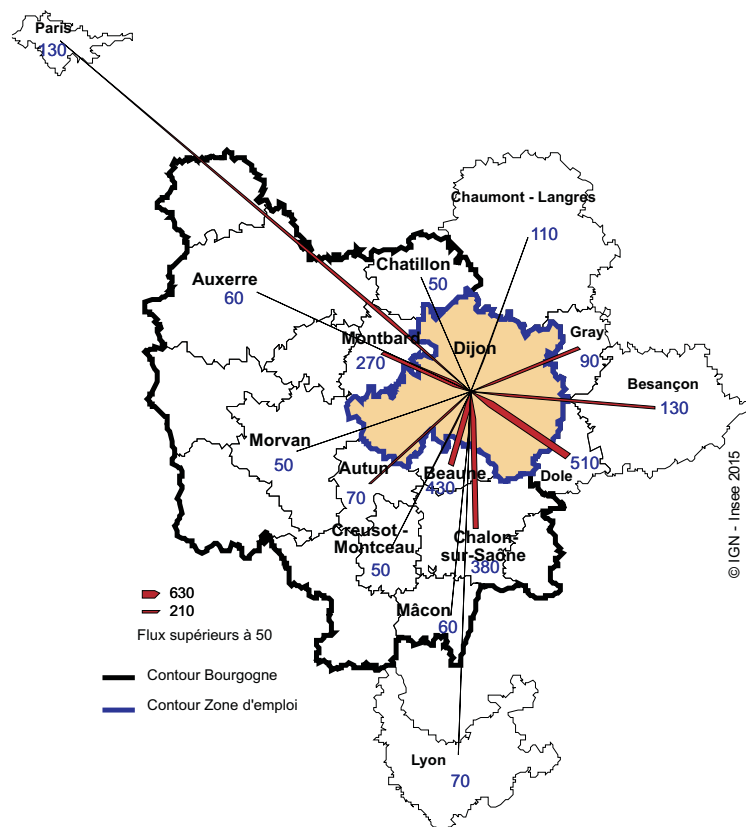 Paris
130
Chaumont - Langres
110
Chatillon
50
Auxerre
60
Montbard
270
Dijon
Gray
90
Besançon
130
Morvan
50
Autun
70
Beaune
430
510
Dole
Creusot -
Montceau
50
Chalon-
sur-Saône
380
Mâcon
60
630
210
Flux supérieurs à 50
Contour Bourgogne
Contour Zone d'emploi
Lyon
70
© IGN - Insee 2015